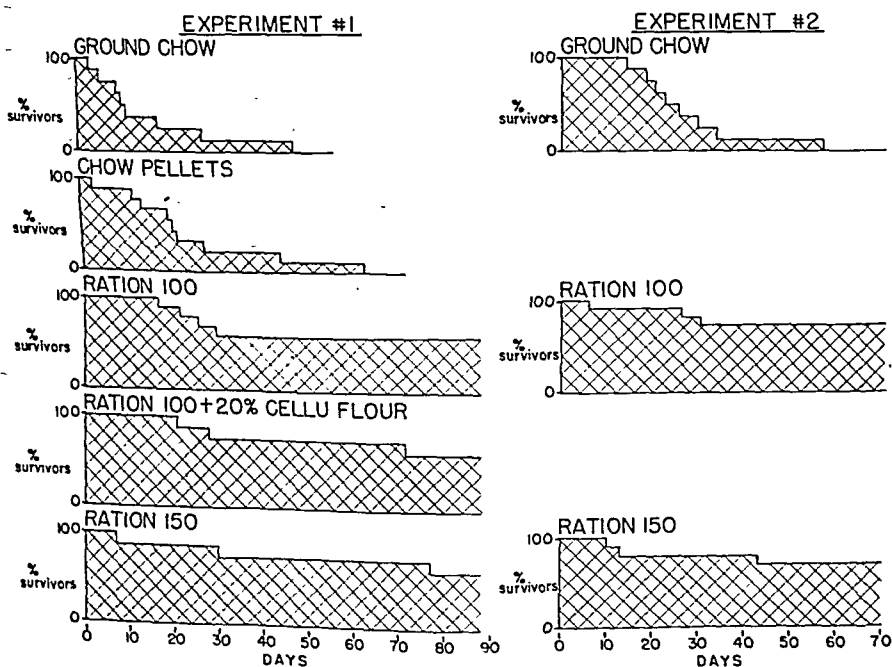 EXPERIMENT #1
GROUND CHOW
100
%
survivors
0
CHOW PELLETS
100
%
survivors
0
RATION 100
100
%
survivors
0
RATION 100+20% CELLU FLOUR
100
%
survivors
0
RATION 150
100
%
survivors
0
0 10 20 30 40 50 60 70 80 90
DAYS
EXPERIMENT #2
GROUND CHOW
100
%
survivors
0
RATION 100
100
%
survivors
0
RATION 150
100
%
survivors
0
0 10 20 30 40 50 60 70
DAYS